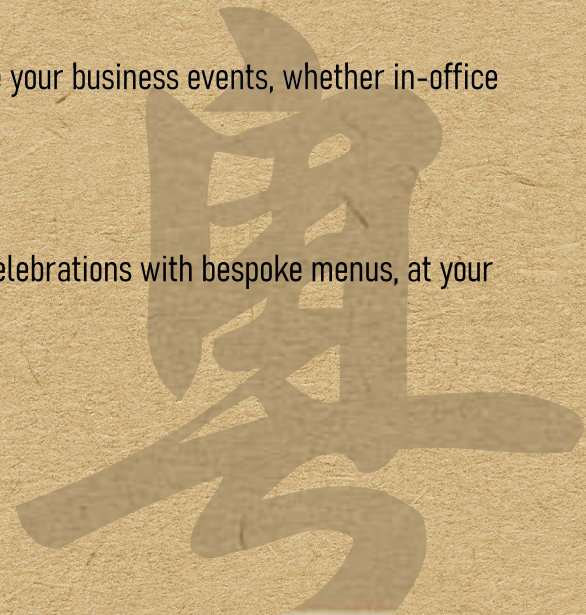 your business events, whether in-office
elebrations with bespoke menus, at your
粤